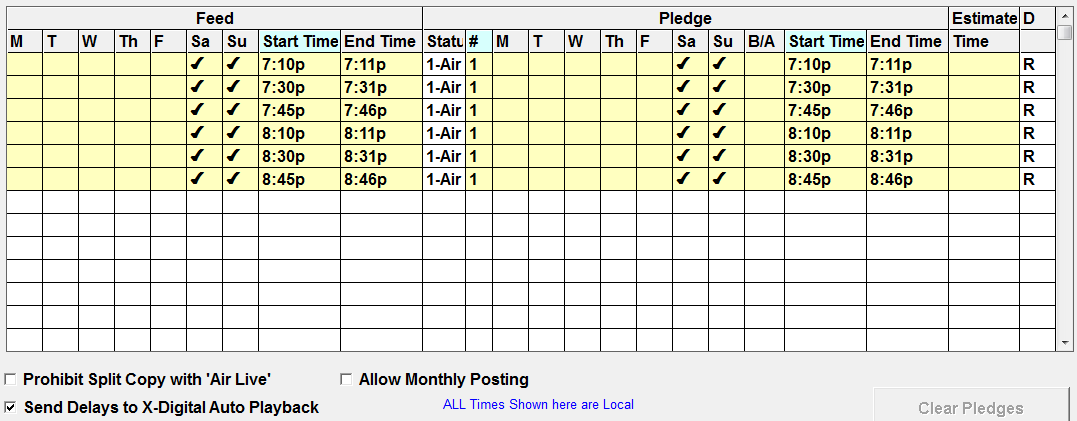 Feed Pledge Estimate D
M T W Th F Sa Su Start Time End Time Statu # M T W Th F Sa Su B/A Start Time End Time Time
✔ ✔ 7:10p 7:11p 1-Air 1 ✔ ✔ 7:10p 7:11p R
✔ ✔ 7:30p 7:31p 1-Air 1 ✔ ✔ 7:30p 7:31p R
✔ ✔ 7:45p 7:46p 1-Air 1 ✔ ✔ 7:45p 7:46p R
✔ ✔ 8:10p 8:11p 1-Air 1 ✔ ✔ 8:10p 8:11p R
✔ ✔ 8:30p 8:31p 1-Air 1 ✔ ✔ 8:30p 8:31p R
✔ ✔ 8:45p 8:46p 1-Air 1 ✔ ✔ 8:45p 8:46p R
Prohibit Split Copy with 'Air Live' Allow Monthly Posting
Send Delays to X-Digital Auto Playback ALL Times Shown here are Local Clear Pledges